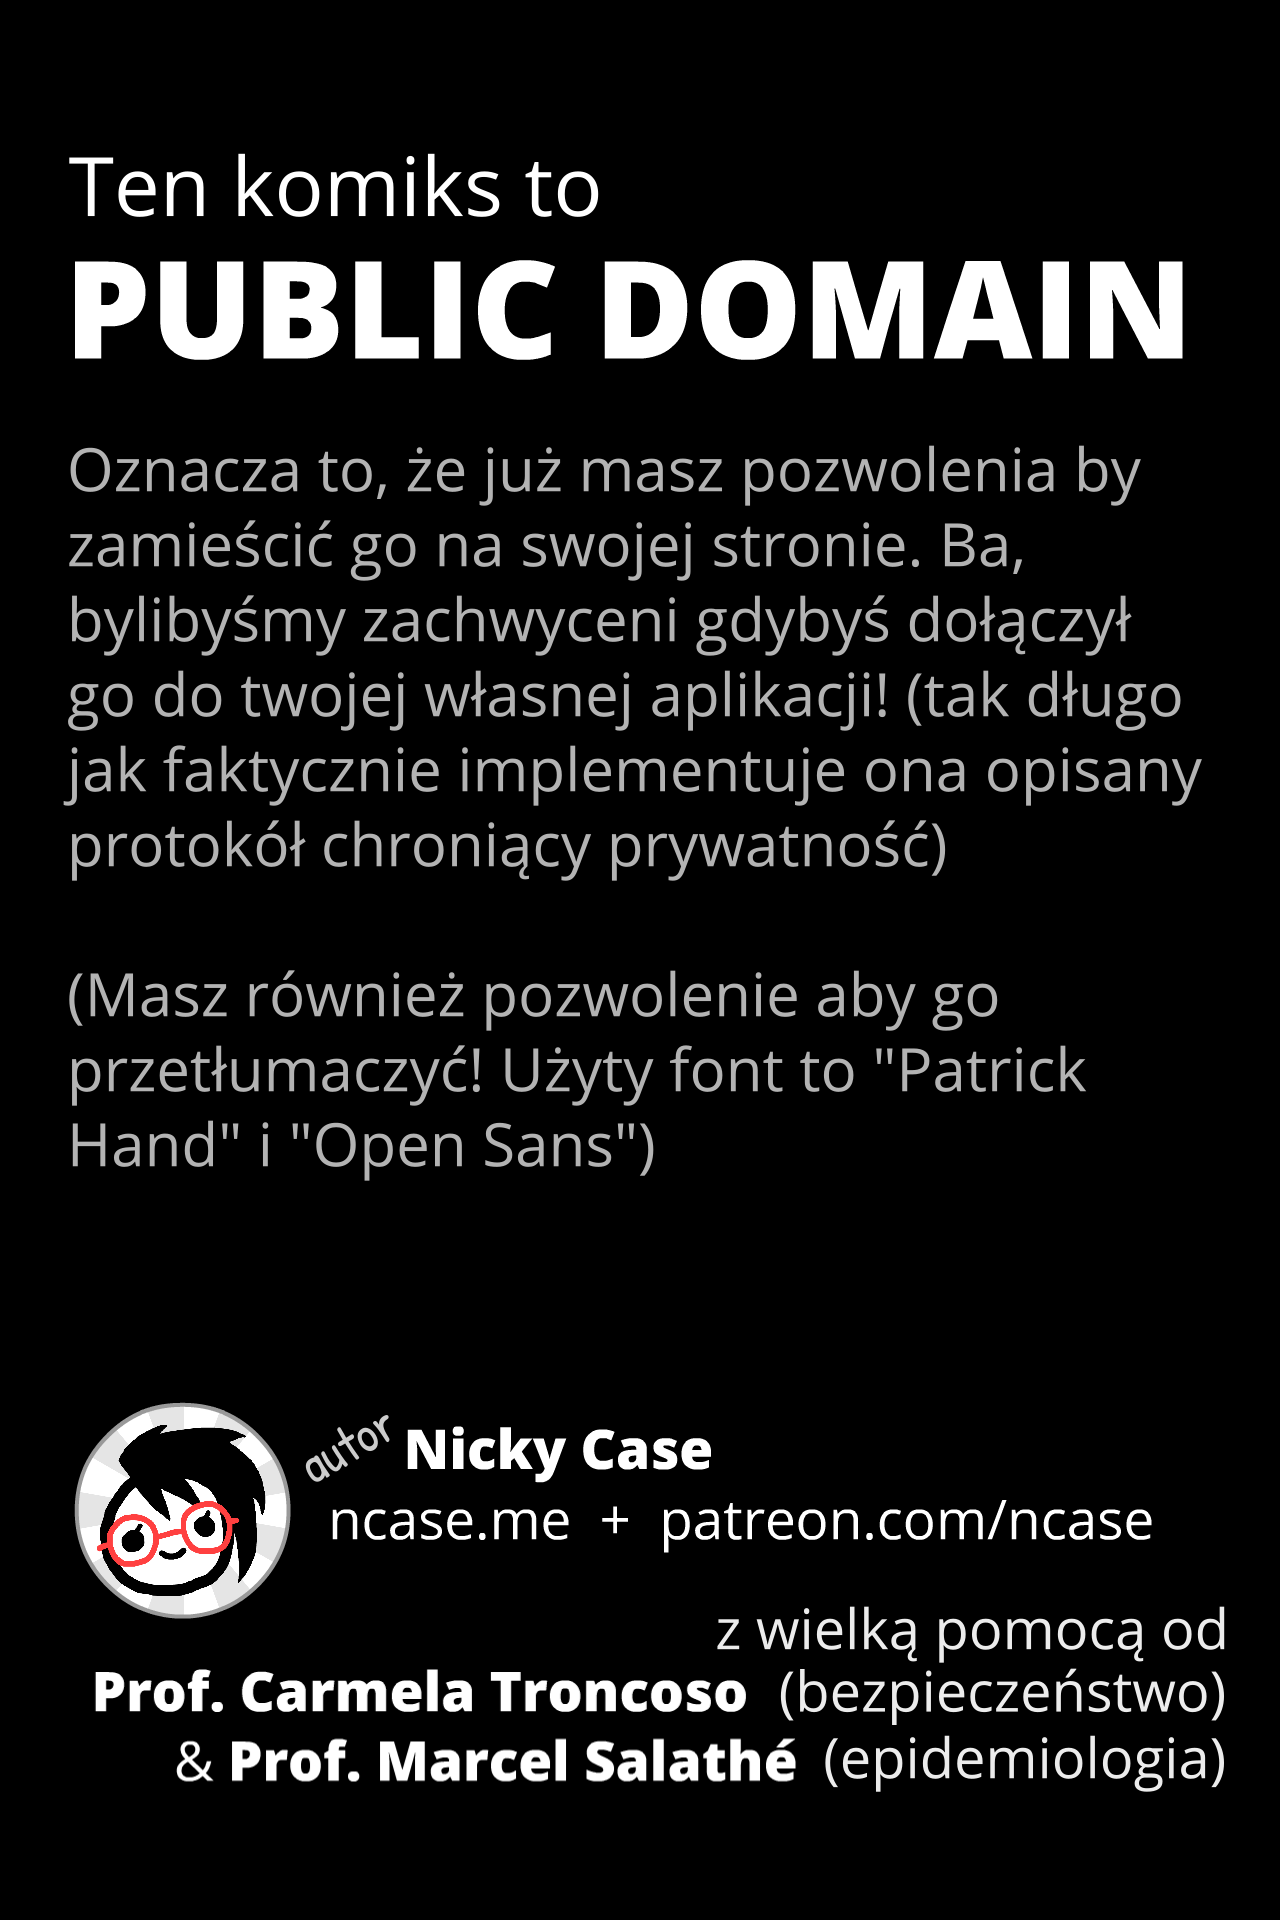 Ten komiks to
PUBLIC DOMAIN
Oznacza to, że już masz pozwolenia by
zamieścić go na swojej stronie. Ba,
bylibyśmy zachwyceni gdybyś dołączył
go do twojej własnej aplikacji! (tak długo
jak faktycznie implementuje ona opisany
protokół chroniący prywatność)
(Masz również pozwolenie aby go
przetłumaczyć! Użyty font to "Patrick
Hand" i "Open Sans")
autor Nicky Case
ncase.me + patreon.com/ncase
z wielką pomocą od
Prof. Carmela Troncoso (bezpieczeństwo)
& Prof. Marcel Salathé (epidemiologia)